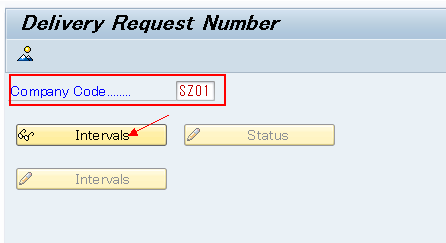 Delivery Request Number
Company Code........ SZ01
Intervals Status
Intervals